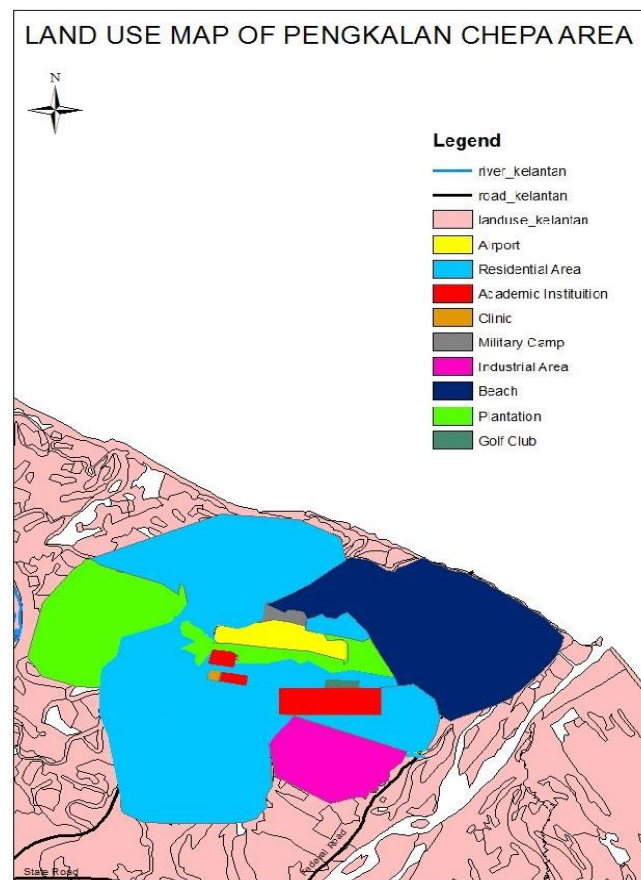 LAND USE MAP OF PENGKALAN CHEPA AREA
N
Legend
river_kelantan
road_kelantan
landuse_kelantan
Airport
Residential Area
Academic Instituition
Clinic
Military Camp
Industrial Area
Beach
Plantation
Golf Club
Federal Road
State Road